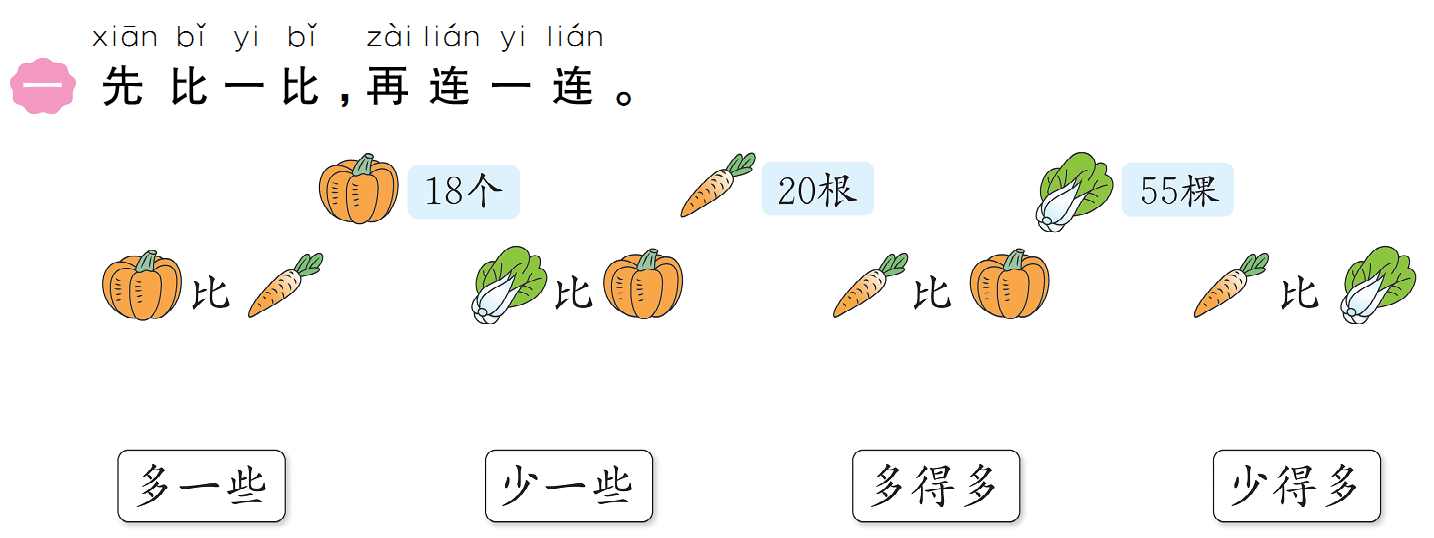 xiān bǐ yi bǐ zài lián yi lián
一 先比一比,再连一连。
18个 20根 55棵
比 比 比 比
多一些 少一些 多得多 少得多